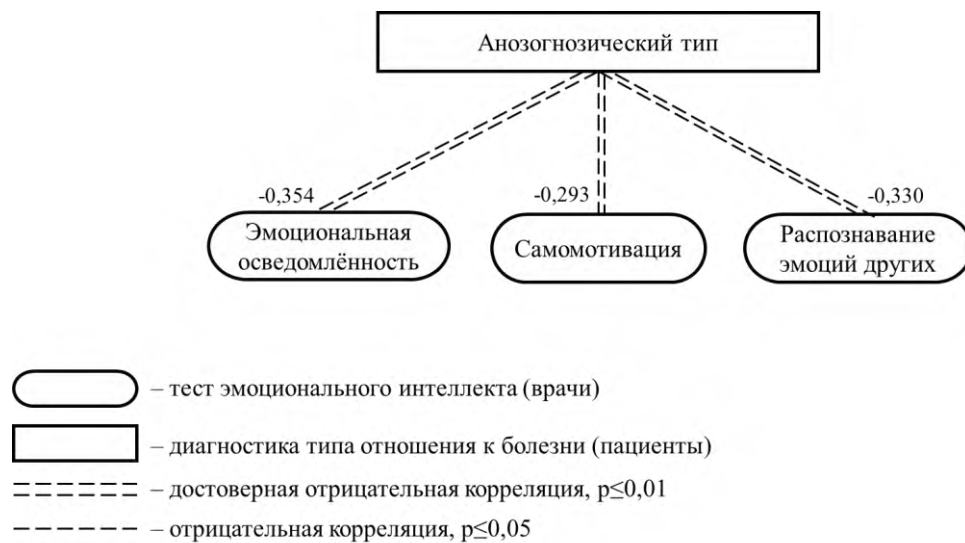 Анозогнозический тип
-0,354
-0,293
-0,330
Эмоциональная
осведомлённость
Самомотивация
Распознавание
эмоций других
– тест эмоционального интеллекта (врачи)
– диагностика типа отношения к болезни (пациенты)
– достоверная отрицательная корреляция, p≤0,01
– отрицательная корреляция, p≤0,05